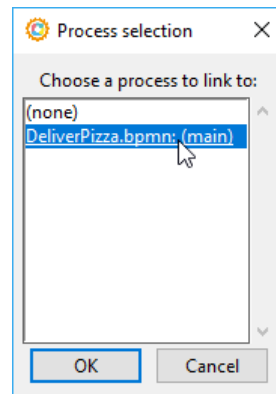 Process selection
Choose a process to link to:
(none)
DeliverPizza.bpmn: (main)
OK
Cancel